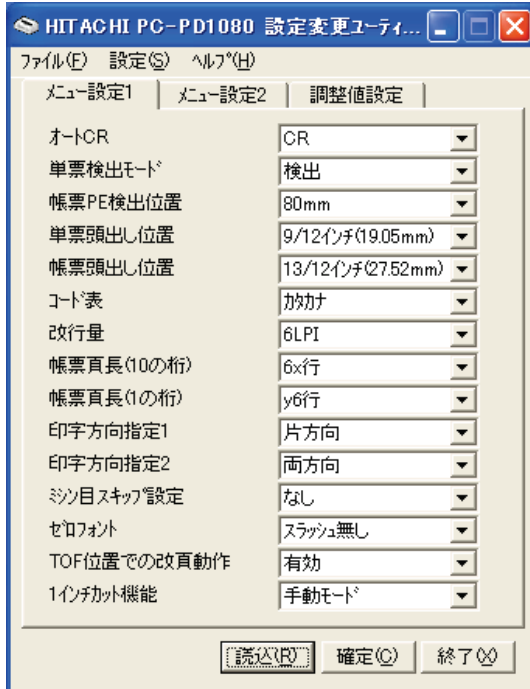 HITACHI PC-PD1080 設定変更ユーティ...
ファイル(F) 設定(S) ヘルプ(H)
メニュー設定1 メニュー設定2 調整値設定
オートCR CR
単票検出モード 検出
帳票PE検出位置 80mm
単票頭出し位置 9/12インチ(19.05mm)
帳票頭出し位置 13/12インチ(27.52mm)
コード表 カタカナ
改行量 6LPI
帳票頁長(10の桁) 6x行
帳票頁長(1の桁) y6行
印字方向指定1 片方向
印字方向指定2 両方向
ミシン目スキップ設定 なし
ゼロフォント スラッシュ無し
TOF位置での改頁動作 有効
1インチカット機能 手動モード
読込(R) 確定(C) 終了(X)